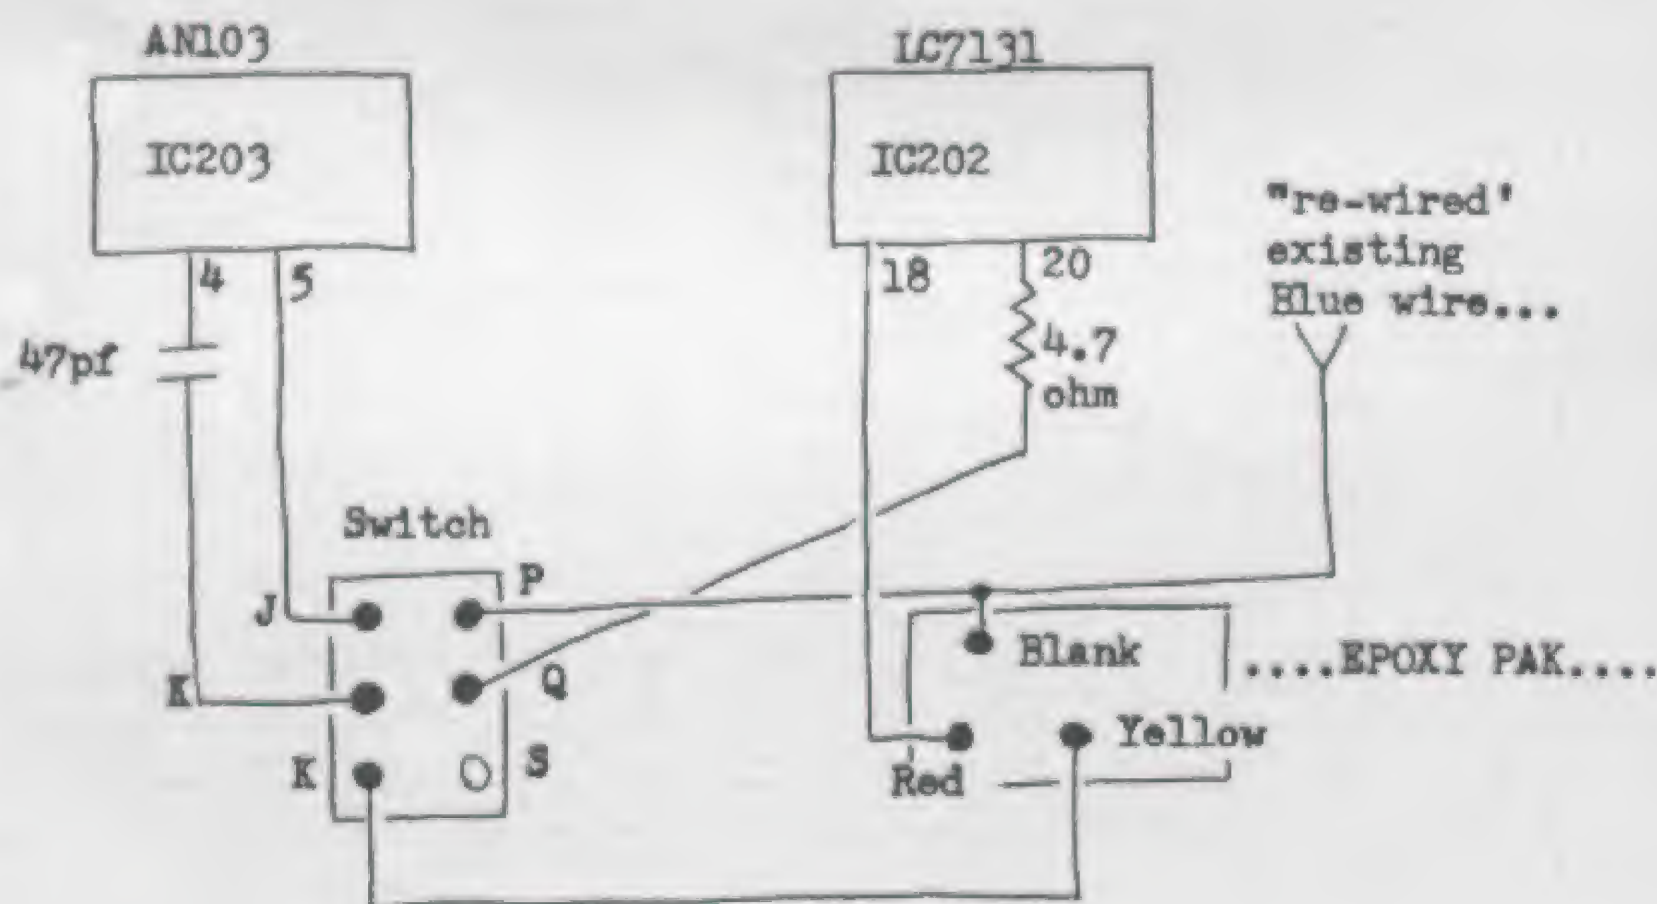 AN103
LC7131
IC203
IC202
"re-wired'
existing
Blue wire...
4
5
18
20
47pf
4.7
ohm
Switch
P
J
Blank
....EPOXY PAK....
K
Q
Yellow
K
S
Red